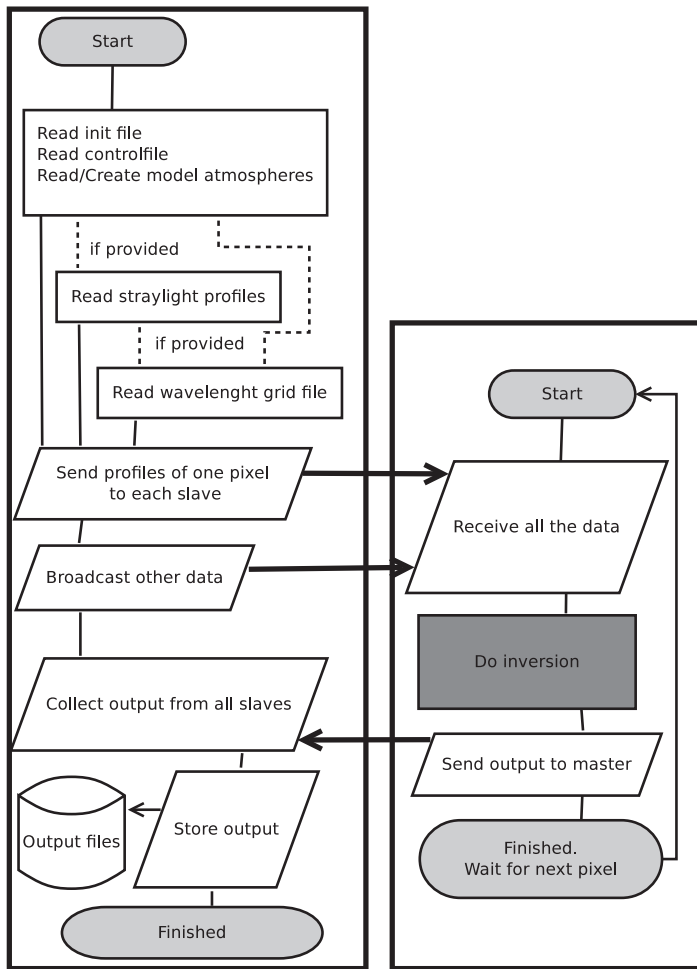 Start
Read init file
Read controlfile
Read/Create model atmospheres
if provided
Read straylight profiles
if provided
Read wavelenght grid file
Send profiles of one pixel
to each slave
Broadcast other data
Collect output from all slaves
Output files
Store output
Finished
Start
Receive all the data
Do inversion
Send output to master
Finished.
Wait for next pixel